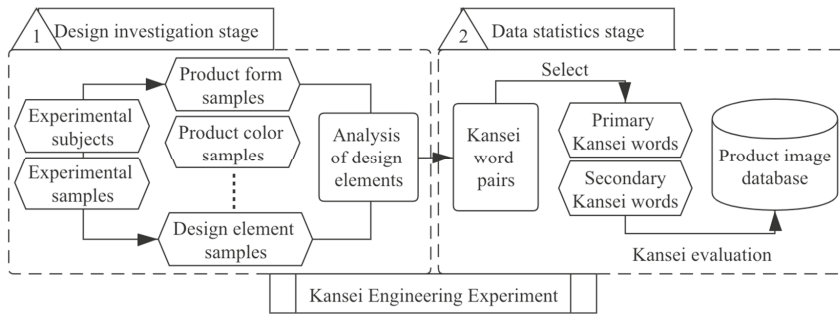 1
Design investigation stage
Experimental
subjects
Experimental
samples
Product form
samples
Product color
samples
Design element
samples
Analysis
of design
elements
2
Data statistics stage
Kansei
word
pairs
Select
Primary
Kansei words
Secondary
Kansei words
Product image
database
Kansei evaluation
Kansei Engineering Experiment